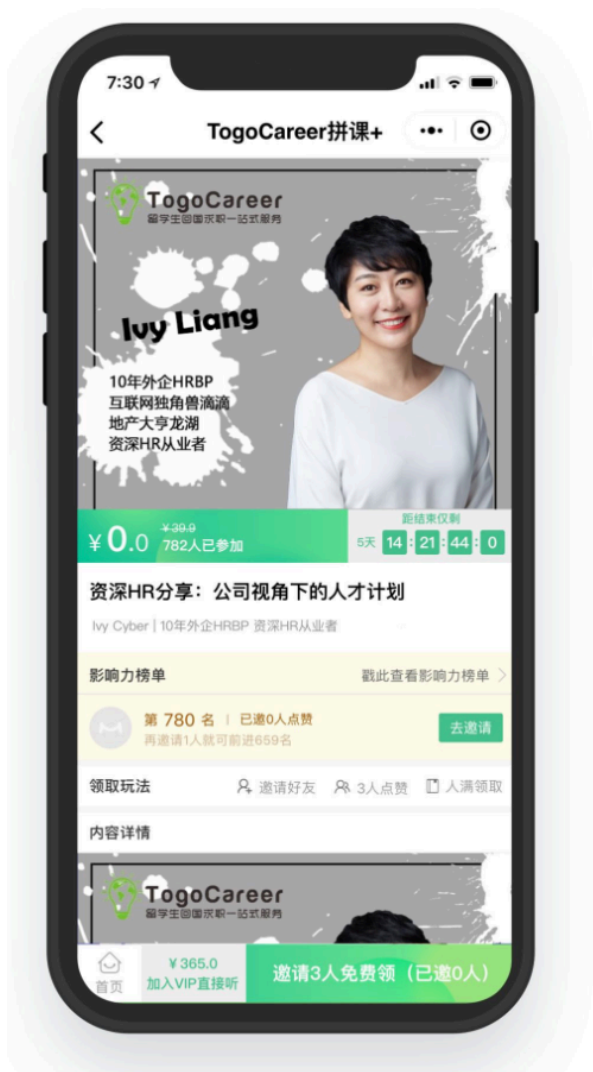 7:30
TogoCareer拼课+
TogoCareer
留学生回国求职一站式服务
Ivy Liang
10年外企HRBP
互联网独角兽滴滴
地产大亨龙湖
资深HR从业者
¥0.0
¥39.9
782人已参加
距结束仅剩
5天 14:21:44:0
资深HR分享：公司视角下的人才计划
Ivy Cyber | 10年外企HRBP 资深HR从业者
影响力榜单
戳此查看影响力榜单
第 780 名 | 已邀0人点赞
再邀请1人就可前进659名
去邀请
领取玩法
邀请好友
3人点赞
人满领取
内容详情
TogoCareer
留学生回国求职一站式服务
首页
¥365.0
加入VIP直接听
邀请3人免费领（已邀0人）